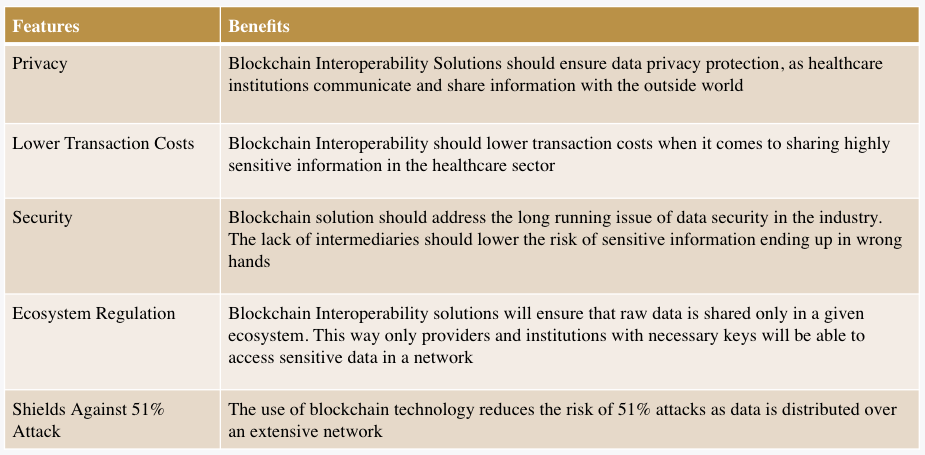 Features
Benefits
Privacy
Blockchain Interoperability Solutions should ensure data privacy protection, as healthcare
institutions communicate and share information with the outside world
Lower Transaction Costs
Blockchain Interoperability should lower transaction costs when it comes to sharing highly
sensitive information in the healthcare sector
Security
Blockchain solution should address the long running issue of data security in the industry.
The lack of intermediaries should lower the risk of sensitive information ending up in wrong
hands
Ecosystem Regulation
Blockchain Interoperability solutions will ensure that raw data is shared only in a given
ecosystem. This way only providers and institutions with necessary keys will be able to
access sensitive data in a network
Shields Against 51%
Attack
The use of blockchain technology reduces the risk of 51% attacks as data is distributed over
an extensive network